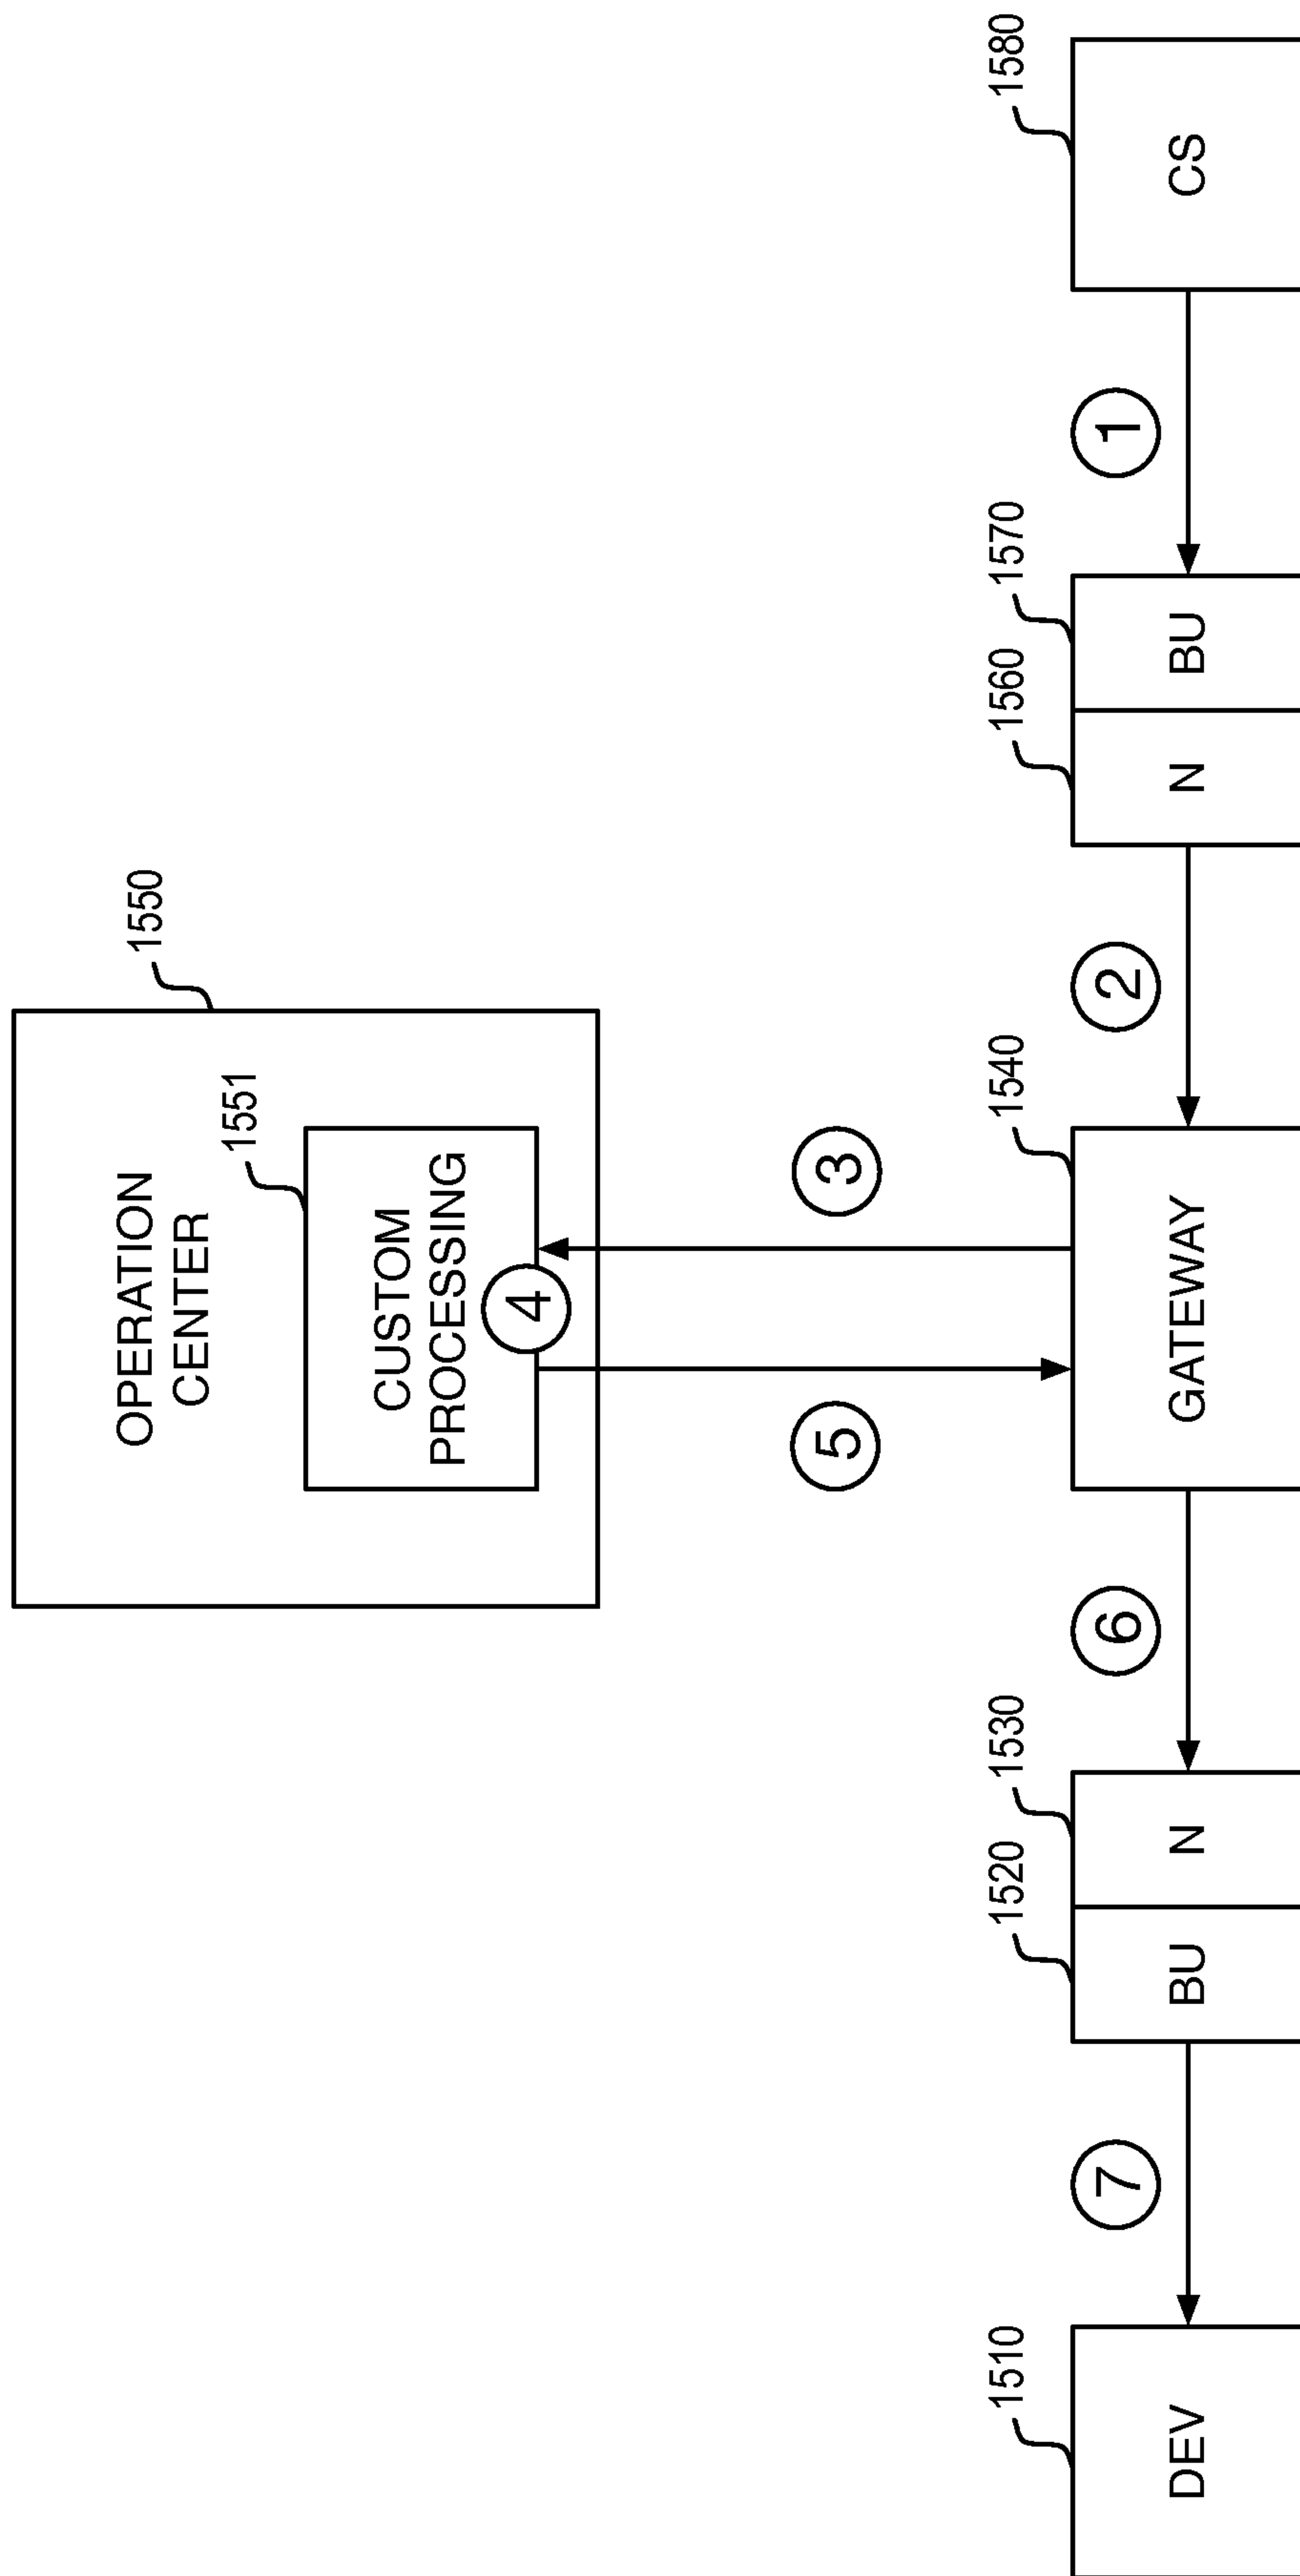 OPERATION
CENTER
1550
1551
CUSTOM
PROCESSING
4
5
3
1510
1520
1530
1540
1560
1570
1580
7
6
2
1
DEV
BU
N
GATEWAY
N
BU
CS